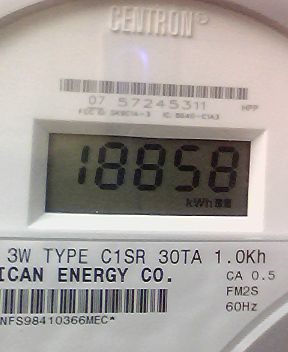 CENTRON®
07 57245311 HPP
18858
kWh
3W TYPE C1SR 30TA 1.0Kh
ICAN ENERGY CO. CA 0.5
FM2S
60Hz
NFS98410366MEC*